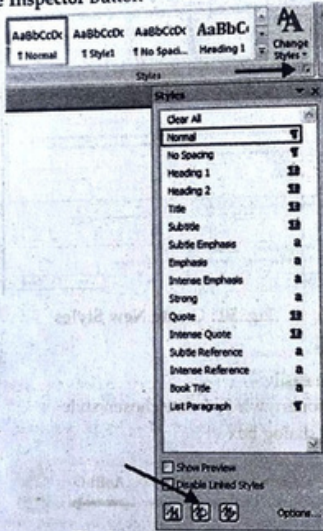 e Inspector button
AaBbCcDc AaBbCcDc AaBbCcDc AaBbCc
¶ Normal ¶ Style1 ¶ No Spaci... Heading 1
Change
Styles
Styles
Styles
Clear All
Normal ¶
No Spacing ¶
Heading 1 ¶a
Heading 2 ¶a
Title ¶a
Subtitle ¶a
Subtle Emphasis a
Emphasis a
Intense Emphasis a
Strong a
Quote ¶a
Intense Quote ¶a
Subtle Reference a
Intense Reference a
Book Title a
List Paragraph ¶
Show Preview
Disable Linked Styles
Options...